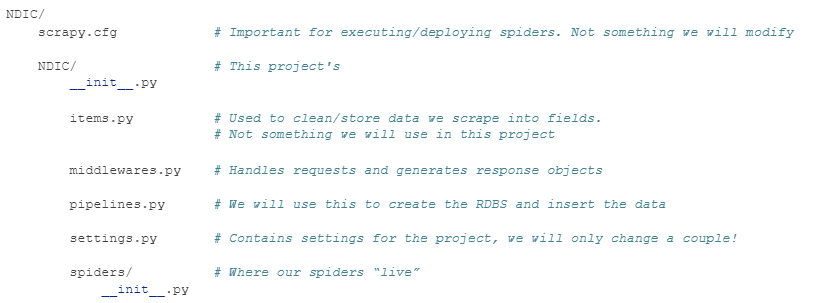 NDIC/
scrapy.cfg # Important for executing/deploying spiders. Not something we will modify
NDIC/ # This project's
__init__.py
items.py # Used to clean/store data we scrape into fields.
# Not something we will use in this project
middlewares.py # Handles requests and generates response objects
pipelines.py # We will use this to create the RDBS and insert the data
settings.py # Contains settings for the project, we will only change a couple!
spiders/ # Where our spiders “live”
__init__.py